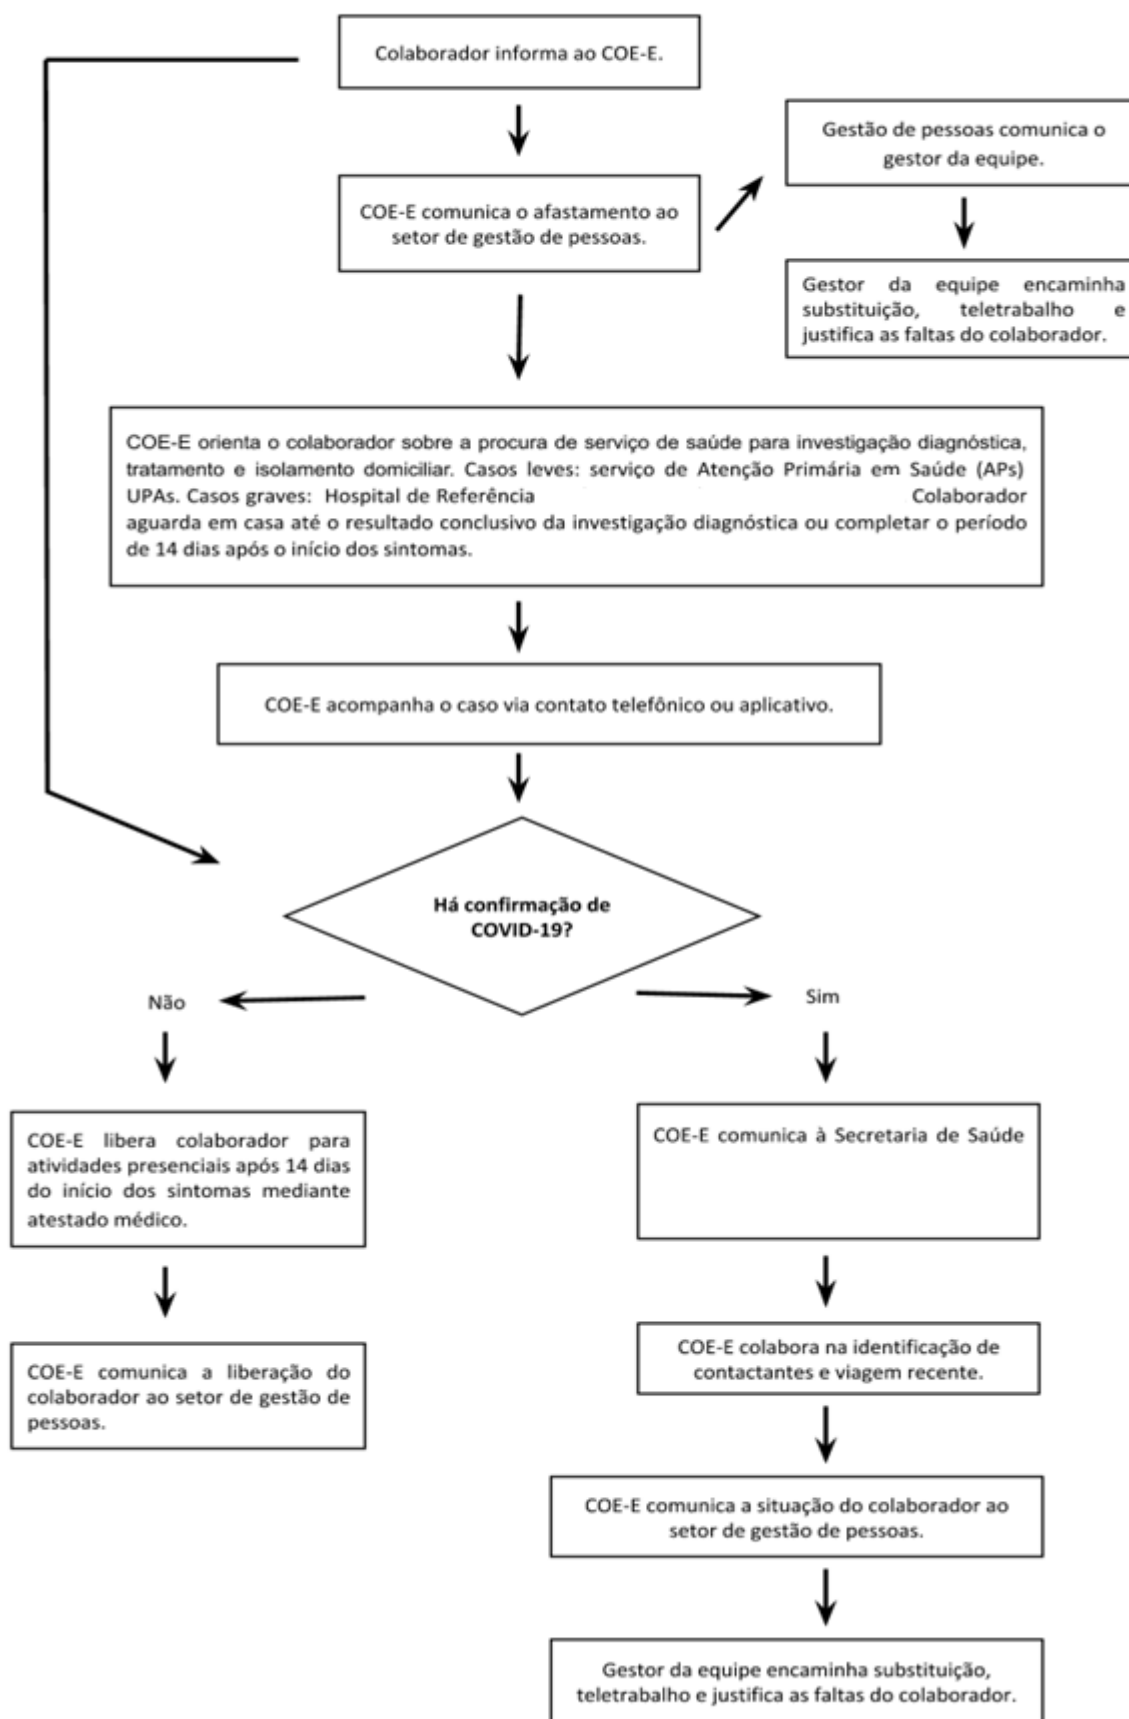 Colaborador informa ao COE-E.
Gestão de pessoas comunica o
gestor da equipe.
COE-E comunica o afastamento ao
setor de gestão de pessoas.
Gestor da equipe encaminha
substituição, teletrabalho e
justifica as faltas do colaborador.
COE-E orienta o colaborador sobre a procura de serviço de saúde para investigação diagnóstica,
tratamento e isolamento domiciliar. Casos leves: serviço de Atenção Primária em Saúde (APs)
UPAs. Casos graves: Hospital de Referência Colaborador
aguarda em casa até o resultado conclusivo da investigação diagnóstica ou completar o período
de 14 dias após o início dos sintomas.
COE-E acompanha o caso via contato telefônico ou aplicativo.
Há confirmação de
COVID-19?
Não
Sim
COE-E libera colaborador para
atividades presenciais após 14 dias
do início dos sintomas mediante
atestado médico.
COE-E comunica à Secretaria de Saúde
COE-E comunica a liberação do
colaborador ao setor de gestão de
pessoas.
COE-E colabora na identificação de
contactantes e viagem recente.
COE-E comunica a situação do colaborador ao
setor de gestão de pessoas.
Gestor da equipe encaminha substituição,
teletrabalho e justifica as faltas do colaborador.